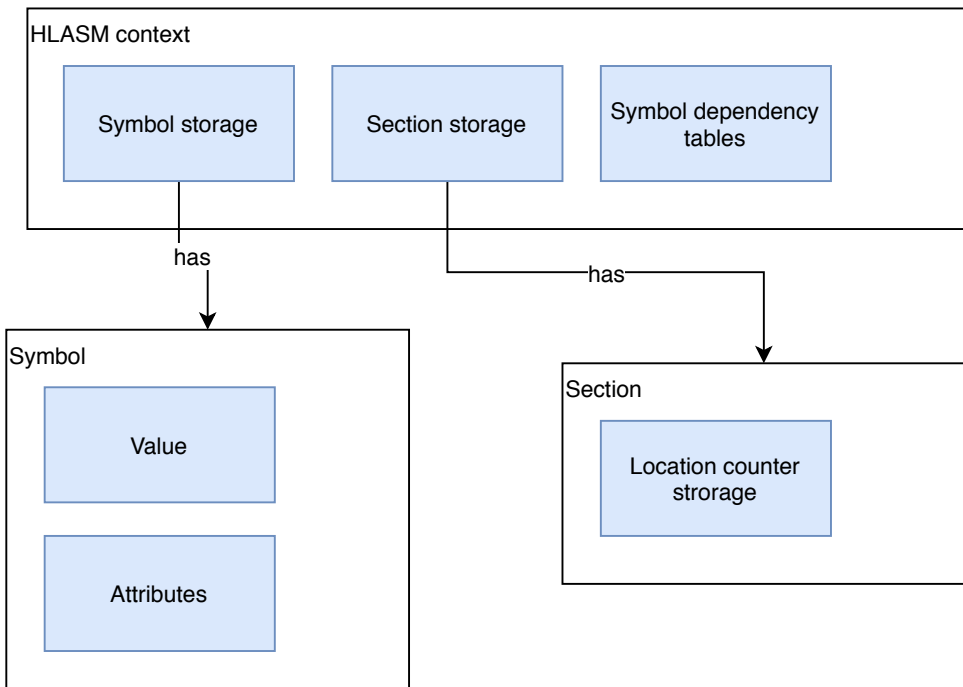 HLASM context
Symbol storage
Section storage
Symbol dependency
tables
has
has
Symbol
Value
Attributes
Section
Location counter
strorage